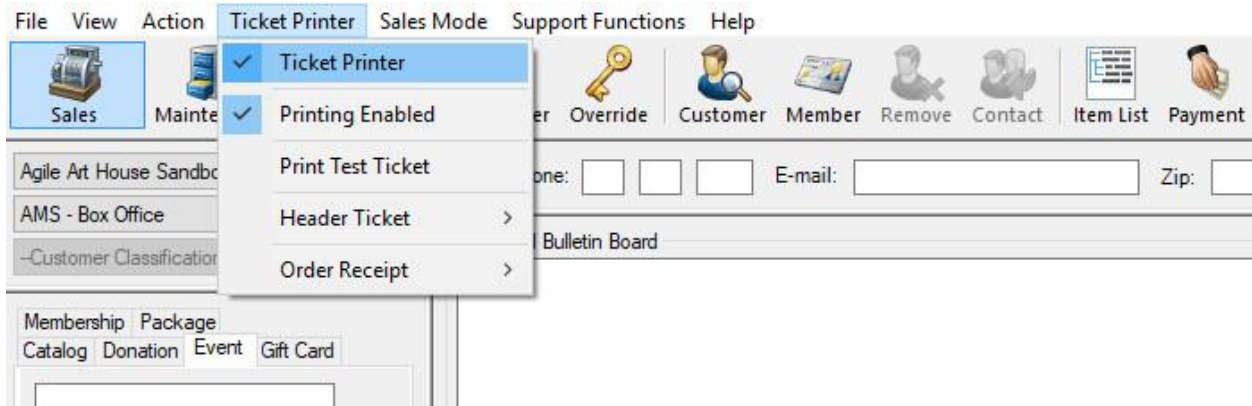 File View Action Ticket Printer Sales Mode Support Functions Help
Ticket Printer
Printing Enabled
Print Test Ticket
Header Ticket
Order Receipt
Sales Mainte er Override Customer Member Remove Contact Item List Payment
Agile Art House Sandbo one: E-mail: Zip:
AMS - Box Office
--Customer Classification
Bulletin Board
Membership Package
Catalog Donation Event Gift Card